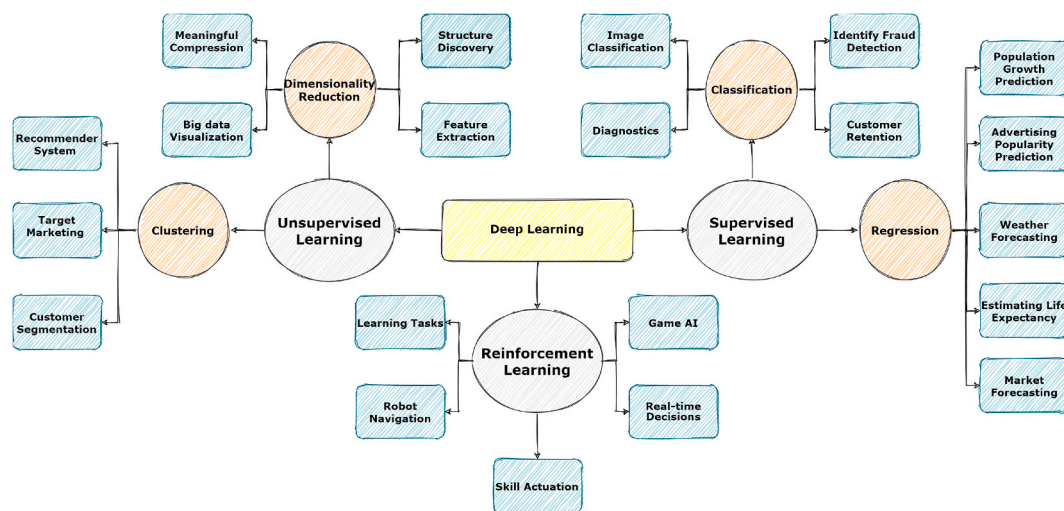 Meaningful
Compression
Structure
Discovery
Dimensionality
Reduction
Big data
Visualization
Feature
Extraction
Image
Classification
Identify Fraud
Detection
Classification
Diagnostics
Customer
Retention
Population
Growth
Prediction
Advertising
Popularity
Prediction
Weather
Forecasting
Estimating Life
Expectancy
Market
Forecasting
Recommender
System
Target
Marketing
Customer
Segmentation
Clustering
Unsupervised
Learning
Deep Learning
Supervised
Learning
Regression
Learning Tasks
Game AI
Reinforcement
Learning
Robot
Navigation
Real-time
Decisions
Skill Actuation